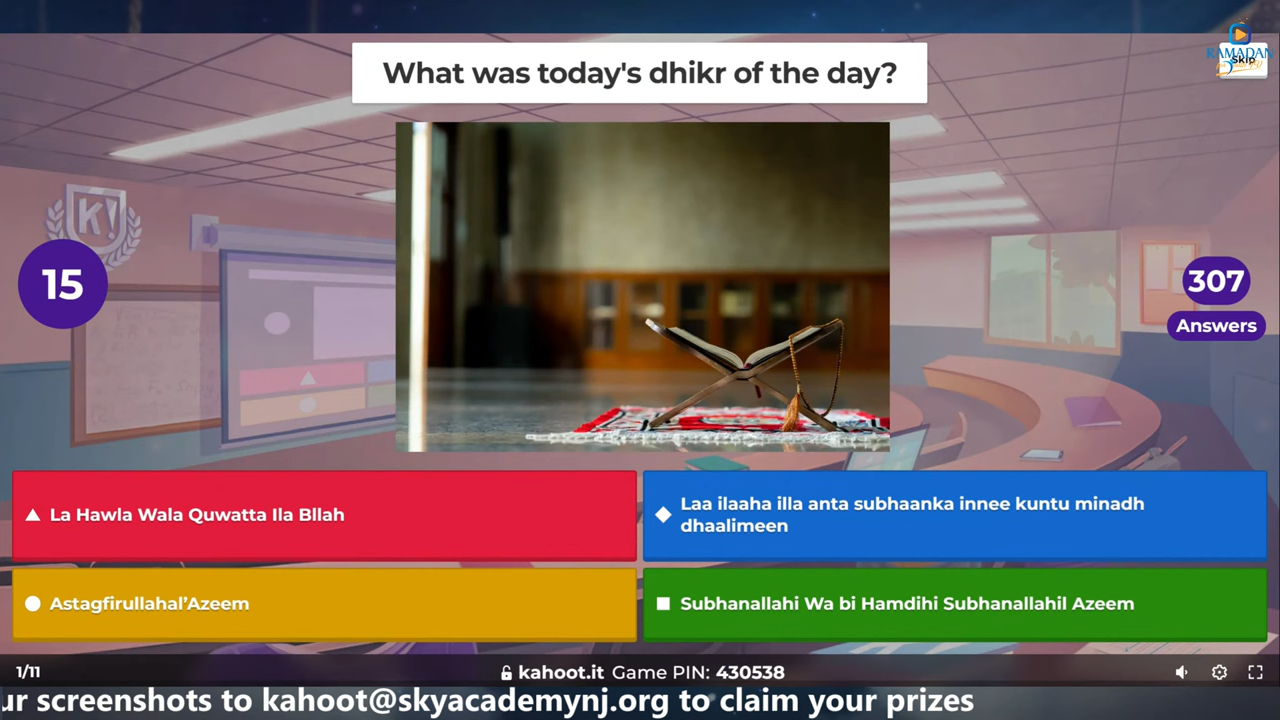 What was today's dhikr of the day?
RAMADAN
Skip
K!
15
307
Answers
La Hawla Wala Quwatta Ila Bllah
Laa ilaaha illa anta subhaanka innee kuntu minadh
dhaalimeen
Astagfirullahal’Azeem
Subhanallahi Wa bi Hamdihi Subhanallahil Azeem
1/11
kahoot.it Game PIN: 430538
ur screenshots to kahoot@skyacademynj.org to claim your prizes